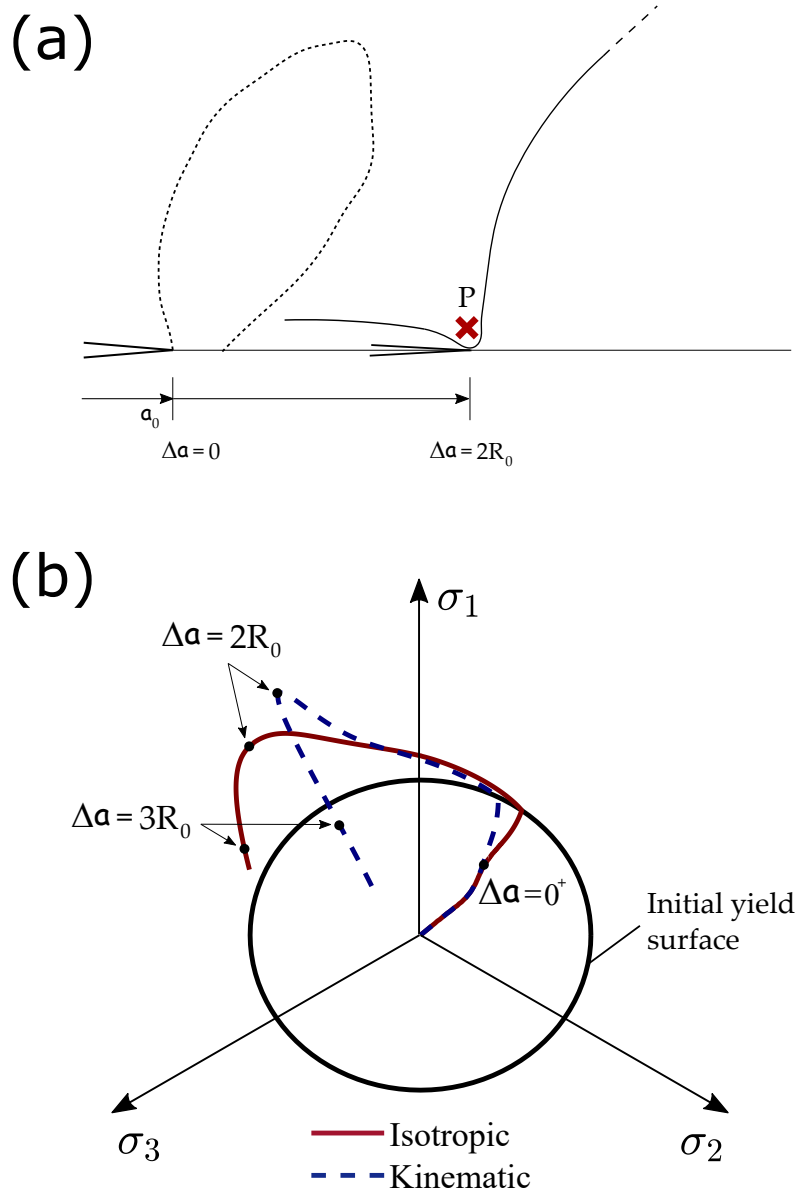 (a)
P
a₀
Δa = 0
Δa = 2R₀
(b)
σ₁
Δa = 2R₀
Δa = 3R₀
Δa = 0⁺
Initial yield
surface
σ₃
σ₂
Isotropic
Kinematic